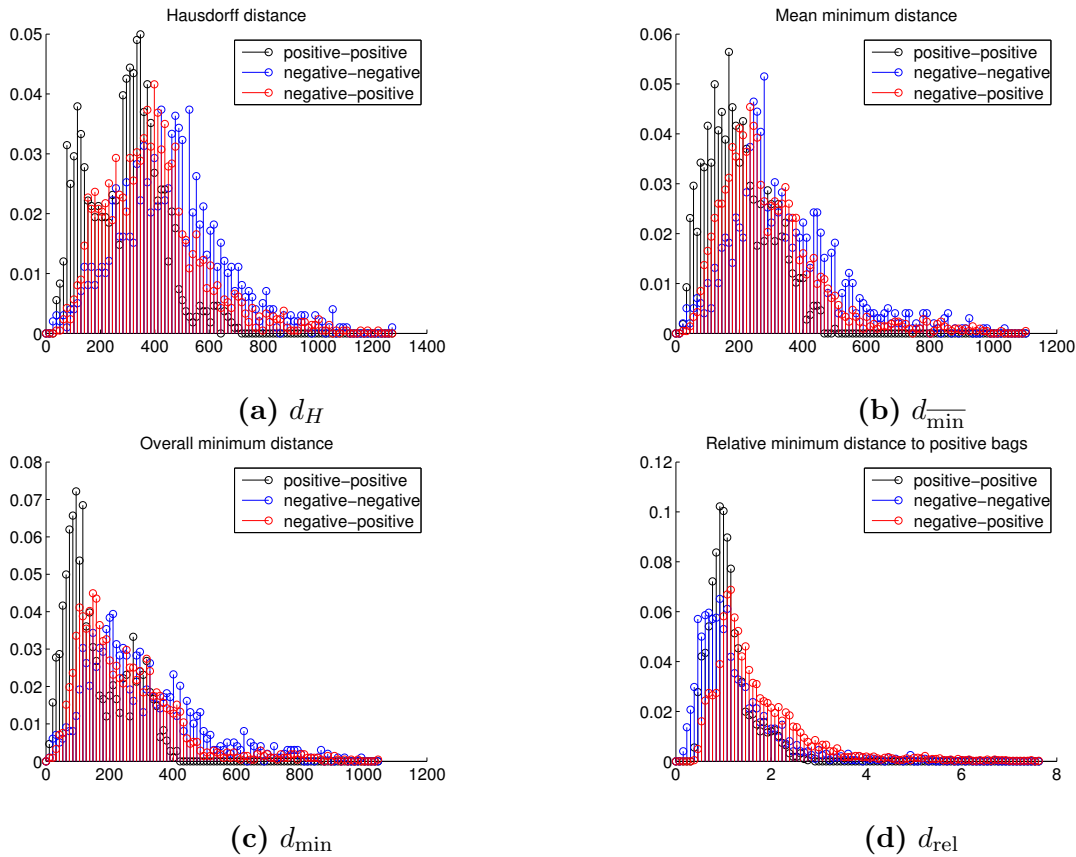 Hausdorff distance
0.05
0.04
0.03
0.02
0.01
0
0 200 400 600 800 1000 1200 1400
positive−positive
negative−negative
negative−positive
(a) d_H
Mean minimum distance
0.06
0.05
0.04
0.03
0.02
0.01
0
0 200 400 600 800 1000 1200
positive−positive
negative−negative
negative−positive
(b) d_{\overline{min}}
Overall minimum distance
0.08
0.07
0.06
0.05
0.04
0.03
0.02
0.01
0
0 200 400 600 800 1000 1200
positive−positive
negative−negative
negative−positive
(c) d_min
Relative minimum distance to positive bags
0.12
0.1
0.08
0.06
0.04
0.02
0
0 2 4 6 8
positive−positive
negative−negative
negative−positive
(d) d_rel